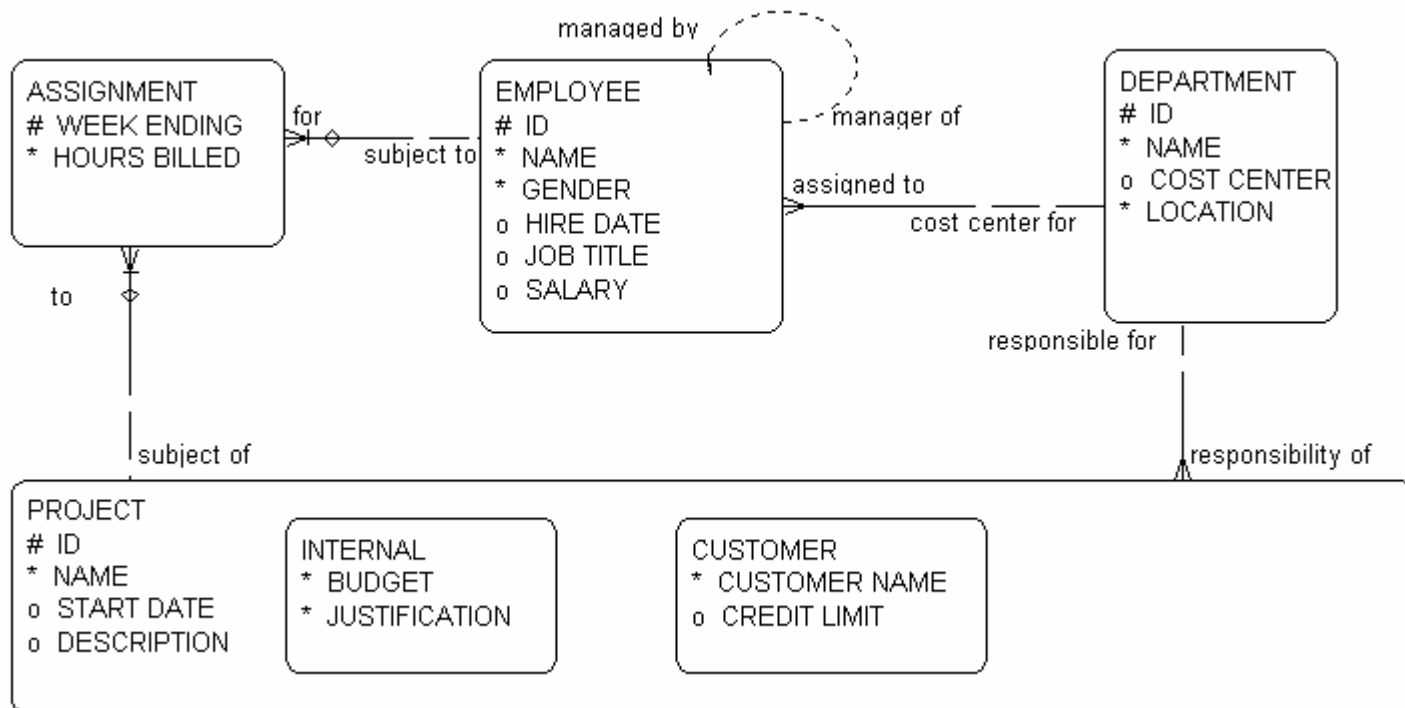 managed by
manager of
ASSIGNMENT
# WEEK ENDING
* HOURS BILLED
for
subject to
EMPLOYEE
# ID
* NAME
* GENDER
o HIRE DATE
o JOB TITLE
o SALARY
assigned to
cost center for
DEPARTMENT
# ID
* NAME
o COST CENTER
* LOCATION
to
subject of
responsible for
responsibility of
PROJECT
# ID
* NAME
o START DATE
o DESCRIPTION
INTERNAL
* BUDGET
* JUSTIFICATION
CUSTOMER
* CUSTOMER NAME
o CREDIT LIMIT